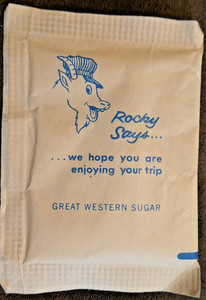 Rocky
Says...
...we hope you are
enjoying your trip
GREAT WESTERN SUGAR